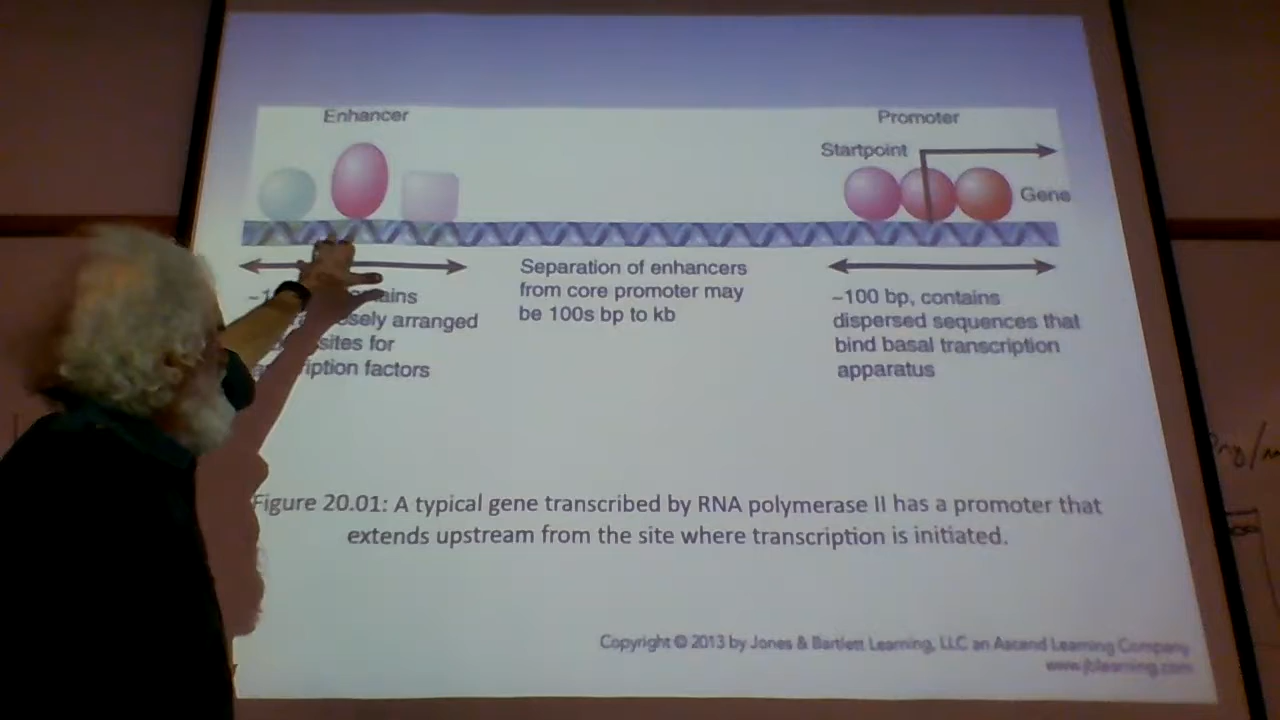 Enhancer
Promoter
Startpoint
Gene
Separation of enhancers
from core promoter may
be 100s bp to kb
arranged
sites for
factors
~100 bp, contains
dispersed sequences that
bind basal transcription
apparatus
Figure 20.01: A typical gene transcribed by RNA polymerase II has a promoter that
extends upstream from the site where transcription is initiated.
Copyright © 2013 by Jones & Bartlett Learning, LLC an Ascend Learning Company
www.jblearning.com